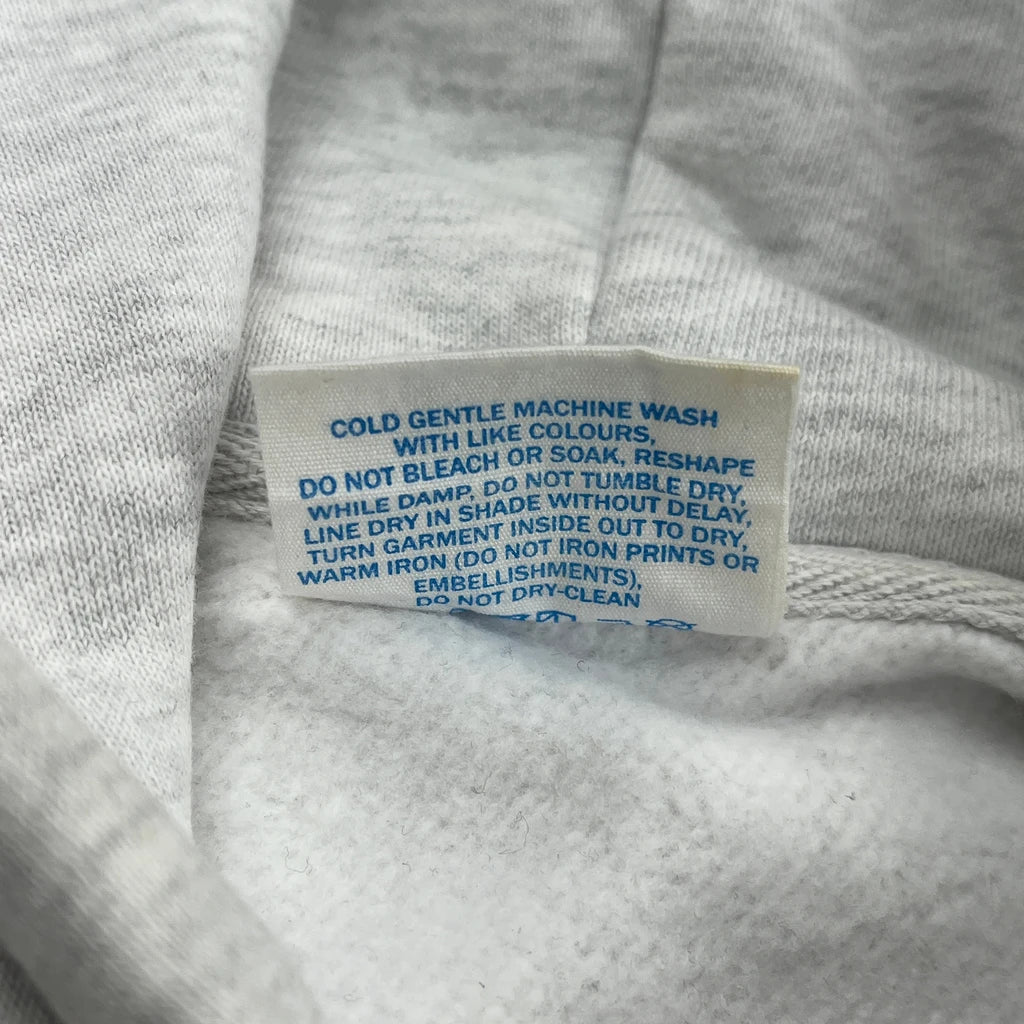 COLD GENTLE MACHINE WASH
WITH LIKE COLOURS,
DO NOT BLEACH OR SOAK, RESHAPE
WHILE DAMP, DO NOT TUMBLE DRY,
LINE DRY IN SHADE WITHOUT DELAY,
TURN GARMENT INSIDE OUT TO DRY,
WARM IRON (DO NOT IRON PRINTS OR
EMBELLISHMENTS),
DO NOT DRY-CLEAN